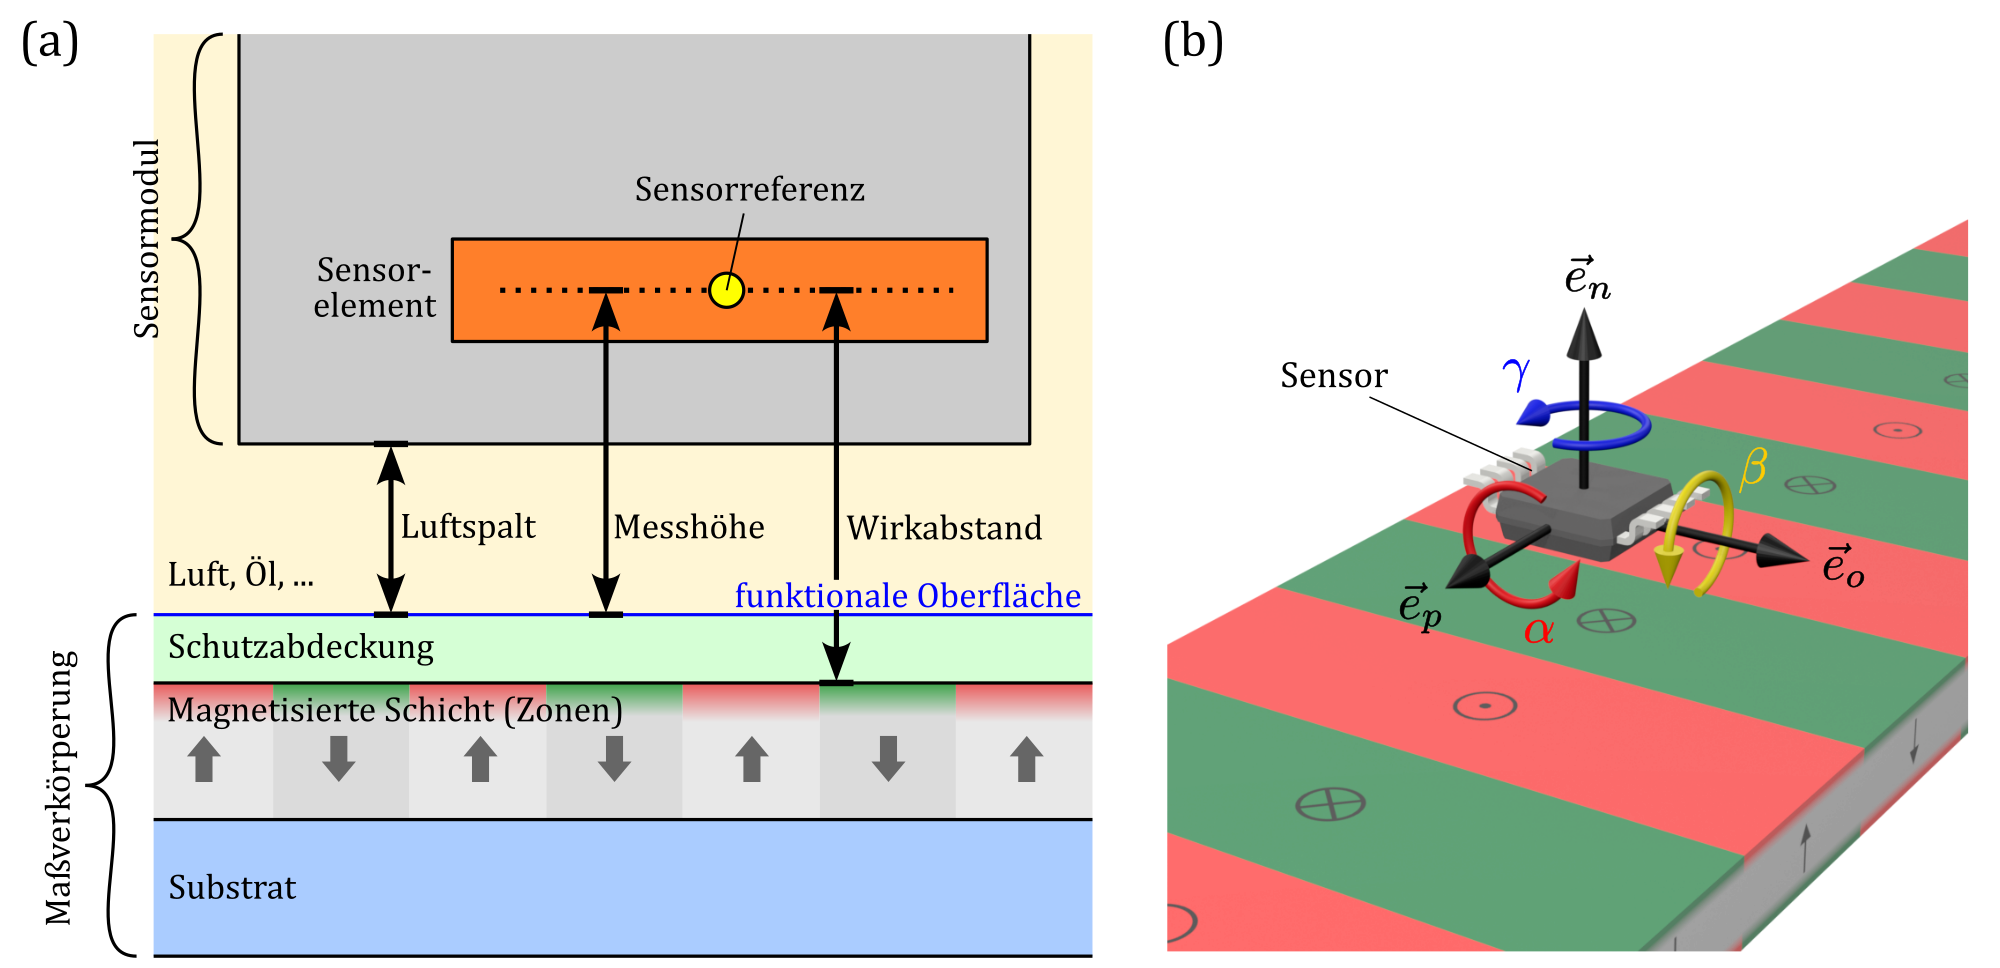 (a)
Sensormodul
Sensorreferenz
Sensor-
element
Luftspalt
Messhöhe
Wirkabstand
Luft, Öl, ...
funktionale Oberfläche
Schutzabdeckung
Magnetisierte Schicht (Zonen)
Maßverkörperung
Substrat
(b)
Sensor
e⃗ₙ
γ
β
e⃗ₒ
e⃗ₚ
α